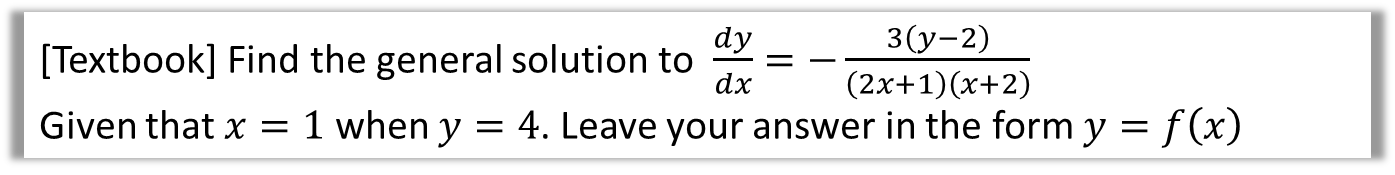 [Textbook] Find the general solution to dy/dx = − 3(y−2)/(2x+1)(x+2)
Given that x = 1 when y = 4. Leave your answer in the form y = f(x)